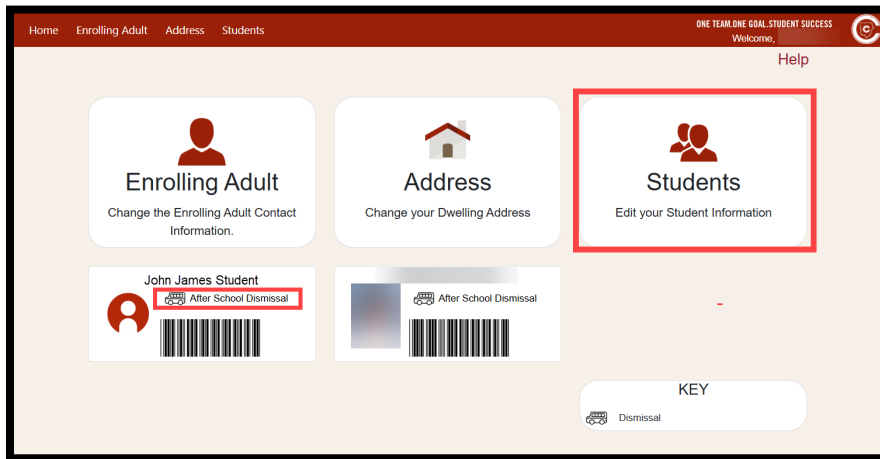 Home Enrolling Adult Address Students
ONE TEAM.ONE GOAL.STUDENT SUCCESS
Welcome,
C
Help
Enrolling Adult
Change the Enrolling Adult Contact
Information.
Address
Change your Dwelling Address
Students
Edit your Student Information
John James Student
After School Dismissal
After School Dismissal
-
KEY
Dismissal